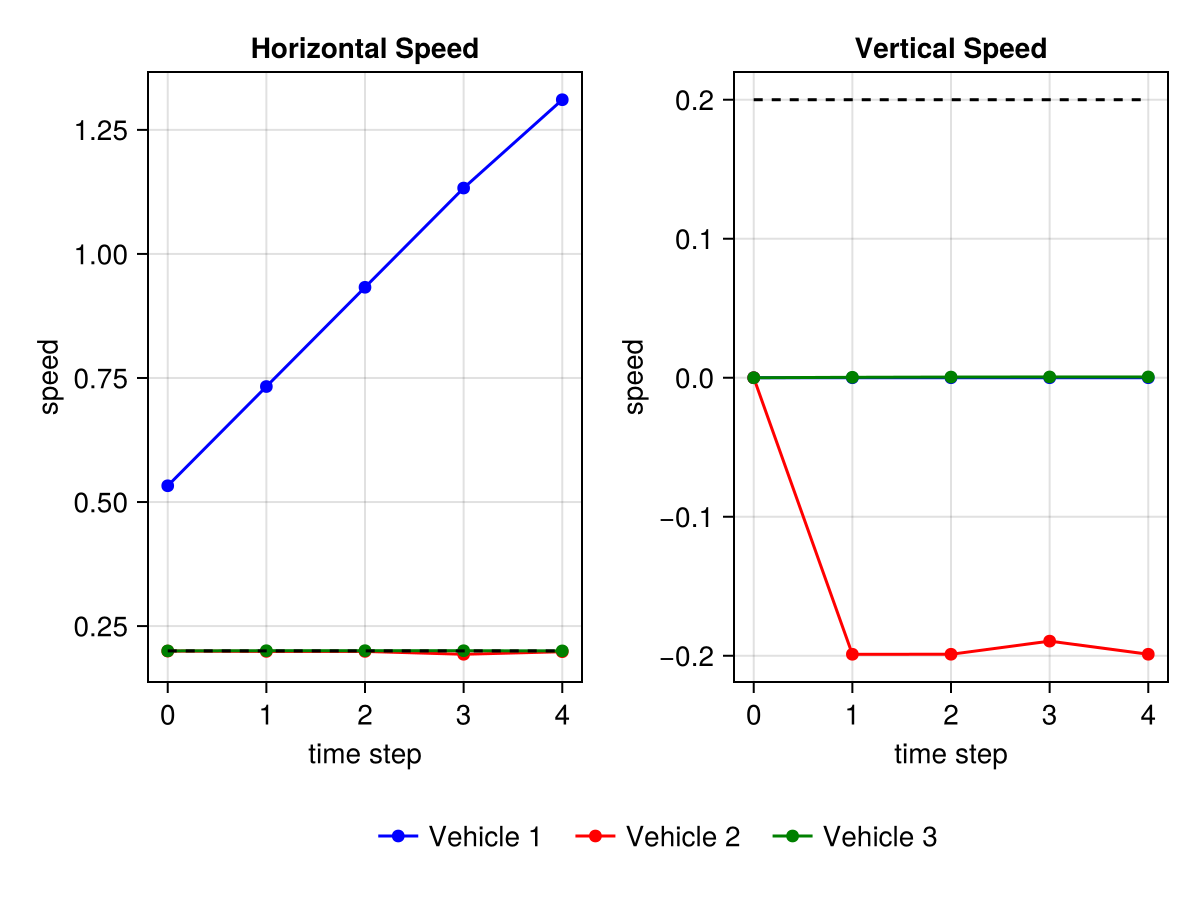 Horizontal Speed
speed
1.25
1.00
0.75
0.50
0.25
0 1 2 3 4
time step
Vertical Speed
speed
0.2
0.1
0.0
−0.1
−0.2
0 1 2 3 4
time step
Vehicle 1 Vehicle 2 Vehicle 3